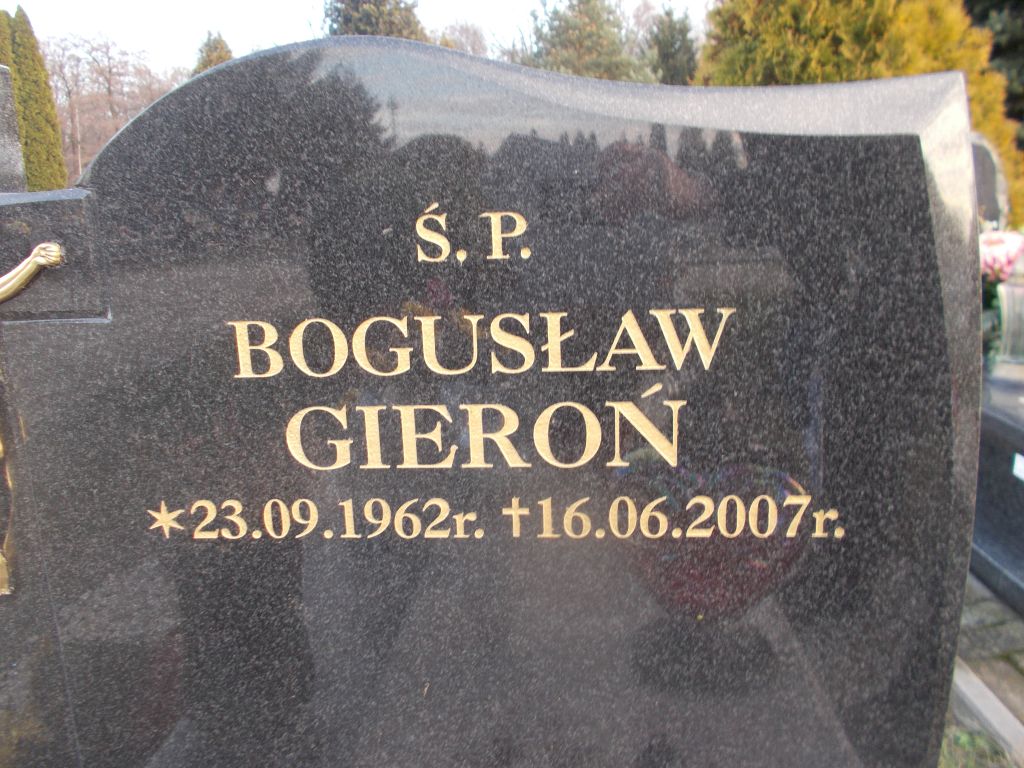 Ś. P.
BOGUSŁAW
GIEROŃ
✶23.09.1962r. ✝16.06.2007r.